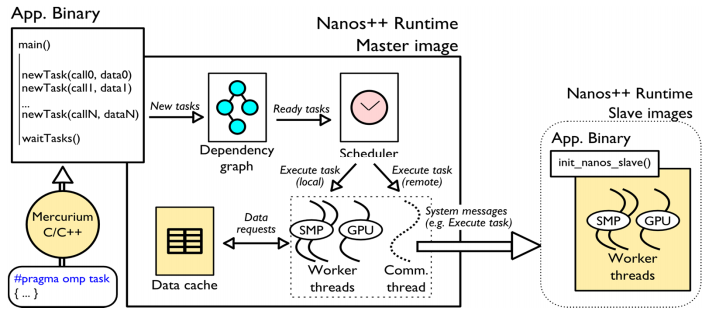 App. Binary
main()
newTask(call0, data0)
newTask(call1, data1)
...
newTask(callN, dataN)
waitTasks()
Mercurium
C/C++
#pragma omp task
{ ... }
Nanos++ Runtime
Master image
New tasks
Dependency
graph
Ready tasks
Scheduler
Execute task
(local)
Execute task
(remote)
Data cache
Data
requests
SMP
GPU
Worker
threads
Comm.
thread
System messages
(e.g. Execute task)
Nanos++ Runtime
Slave images
App. Binary
init_nanos_slave()
SMP
GPU
Worker
threads